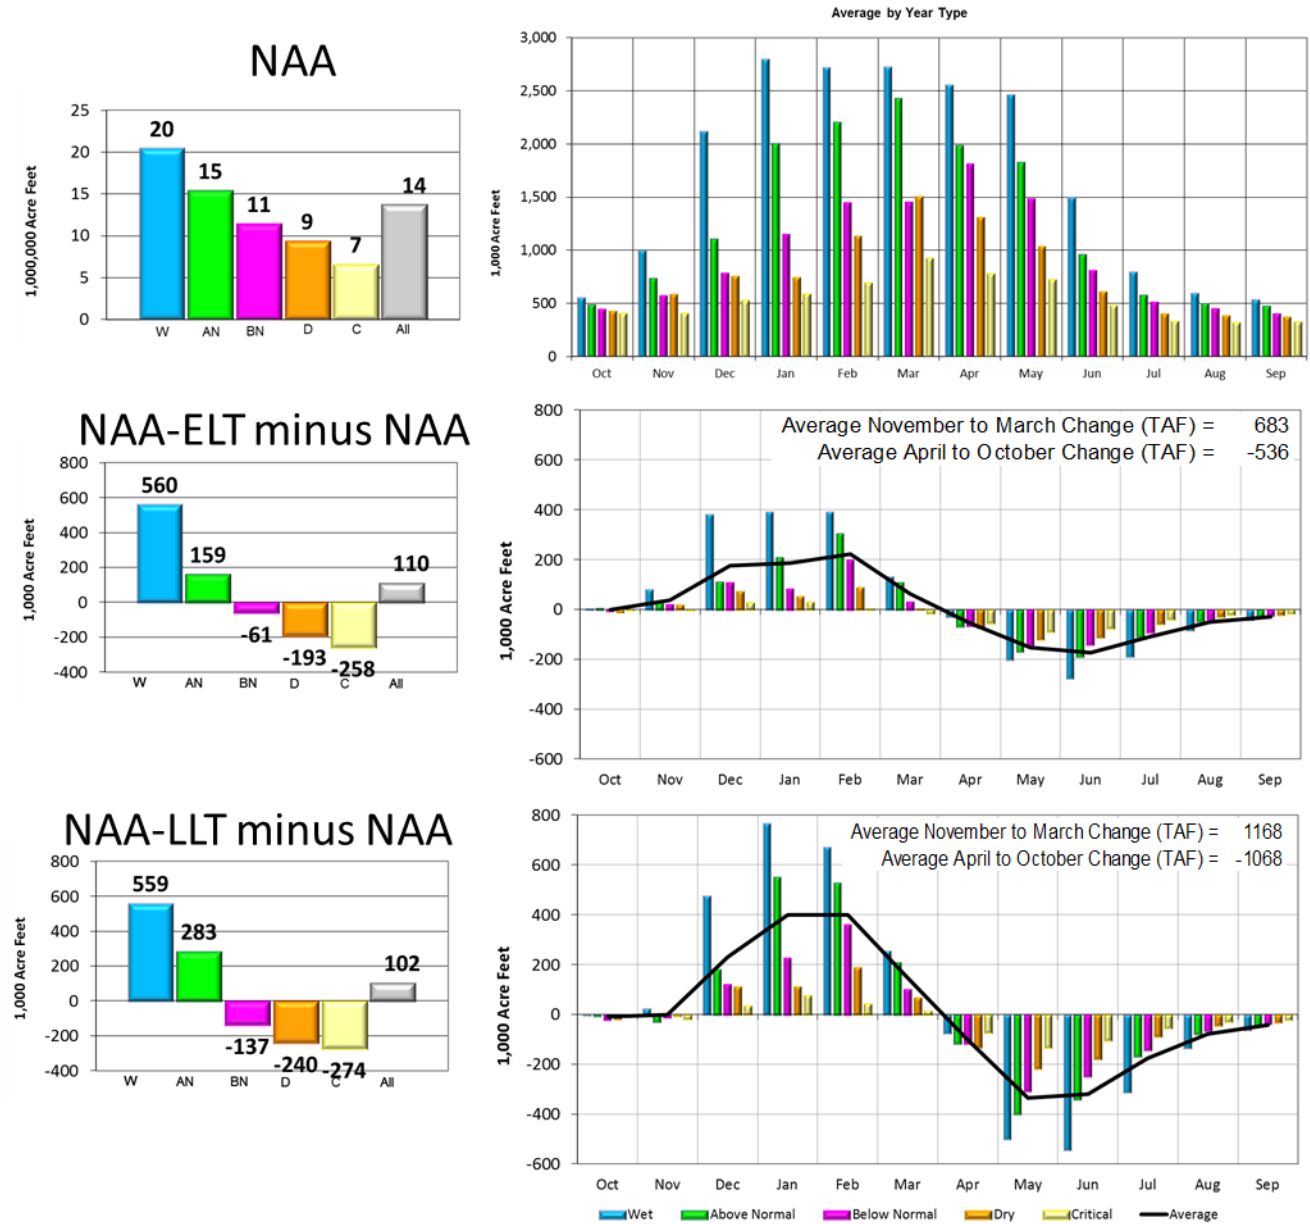 NAA
25
20
15
10
5
0
1,000,000 Acre Feet
20
15
11
9
7
14
W AN BN D C All
Average by Year Type
3,000
2,500
2,000
1,500
1,000
500
0
1,000 Acre Feet
Oct Nov Dec Jan Feb Mar Apr May Jun Jul Aug Sep
NAA-ELT minus NAA
800
600
400
200
0
-200
-400
1,000 Acre Feet
560
159
-61
-193
-258
110
W AN BN D C All
Average November to March Change (TAF) = 683
Average April to October Change (TAF) = -536
800
600
400
200
0
-200
-400
-600
1,000 Acre Feet
Oct Nov Dec Jan Feb Mar Apr May Jun Jul Aug Sep
NAA-LLT minus NAA
800
600
400
200
0
-200
-400
1,000 Acre Feet
559
283
-137
-240
-274
102
W AN BN D C All
Average November to March Change (TAF) = 1168
Average April to October Change (TAF) = -1068
800
600
400
200
0
-200
-400
-600
1,000 Acre Feet
Oct Nov Dec Jan Feb Mar Apr May Jun Jul Aug Sep
Wet Above Normal Below Normal Dry Critical Average